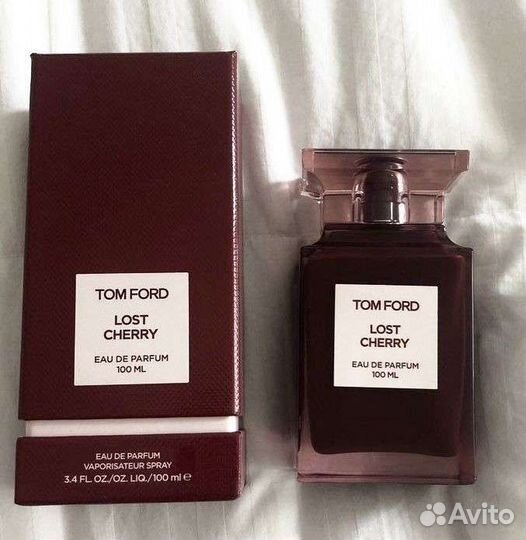 TOM FORD
LOST
CHERRY
EAU DE PARFUM
100 ML
EAU DE PARFUM
VAPORISATEUR SPRAY
3.4 FL. OZ./OZ. LIQ./100 ml e
TOM FORD
LOST
CHERRY
EAU DE PARFUM
100 ML
Avito